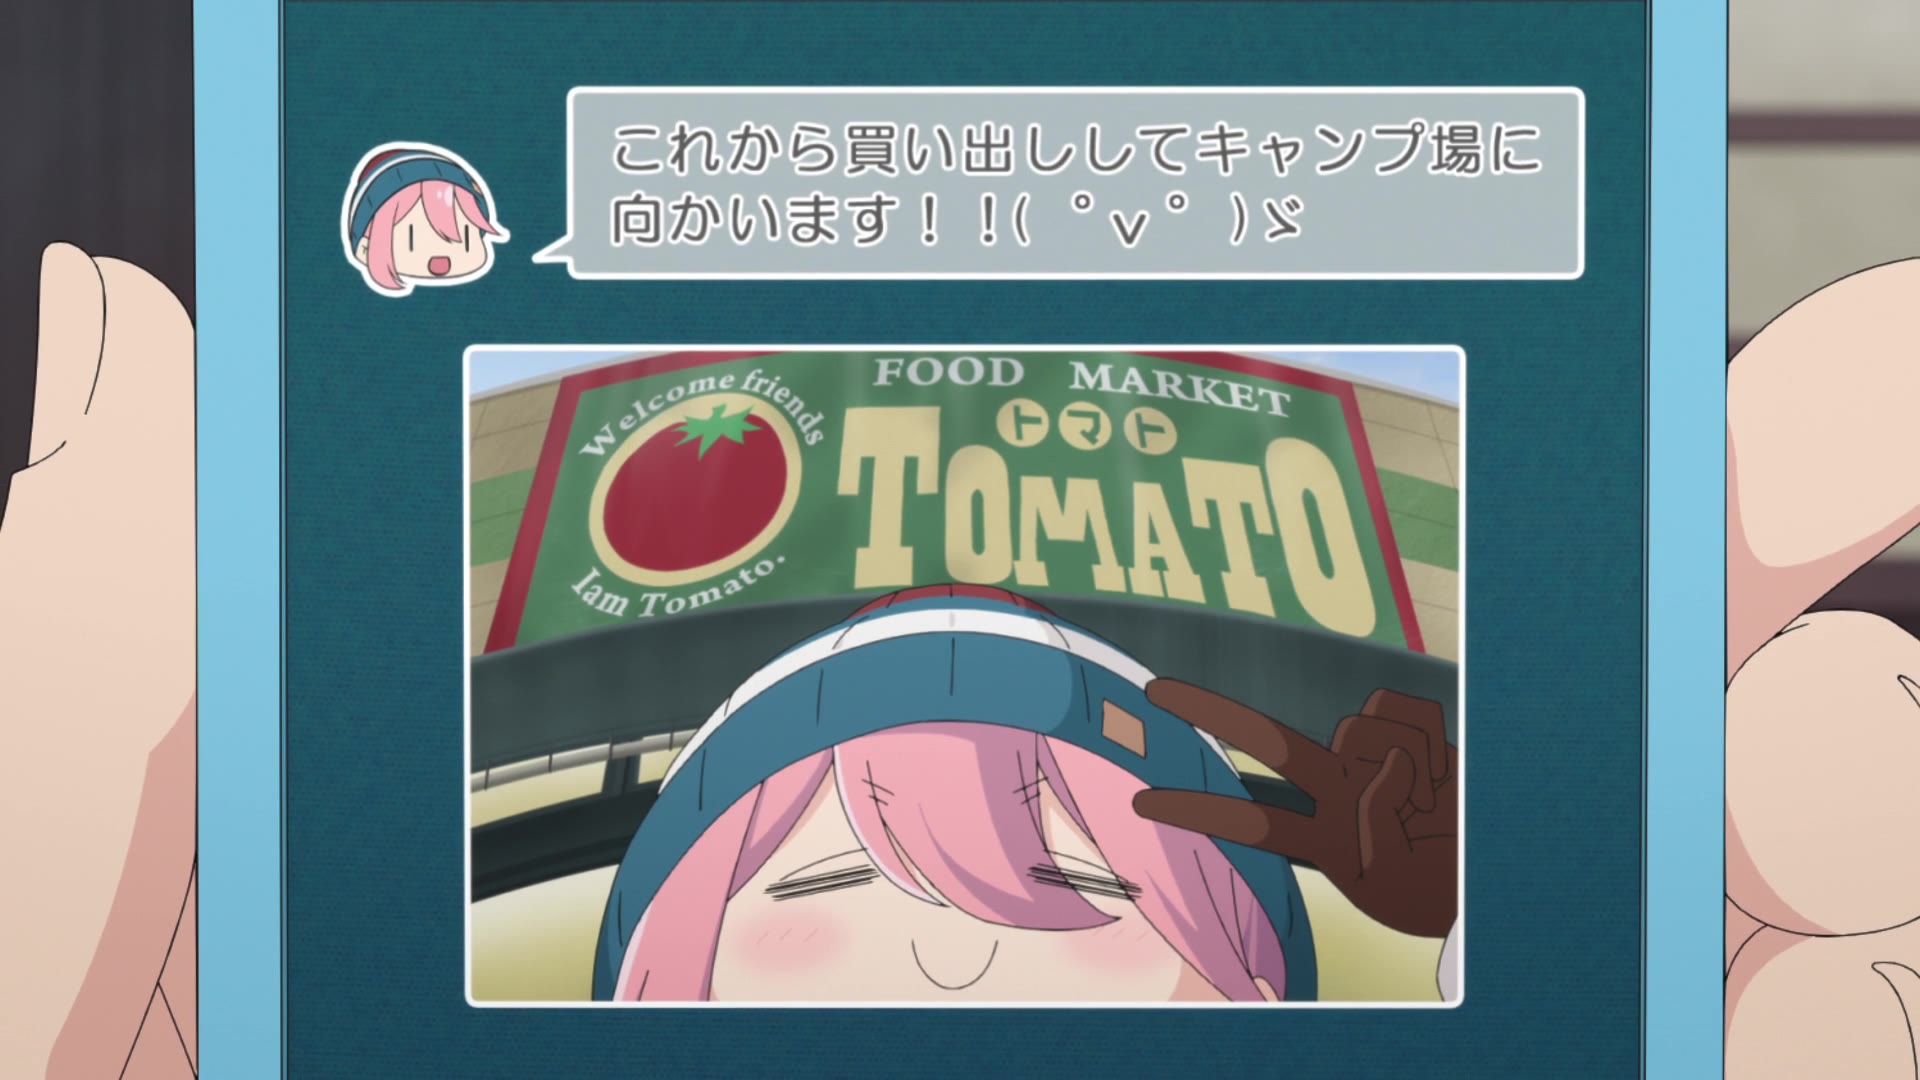 これから買い出ししてキャンプ場に
向かいます！！( ゜ｖ゜)ゞ
Welcome friends
Iam Tomato.
FOOD MARKET
トマト
TOMATO